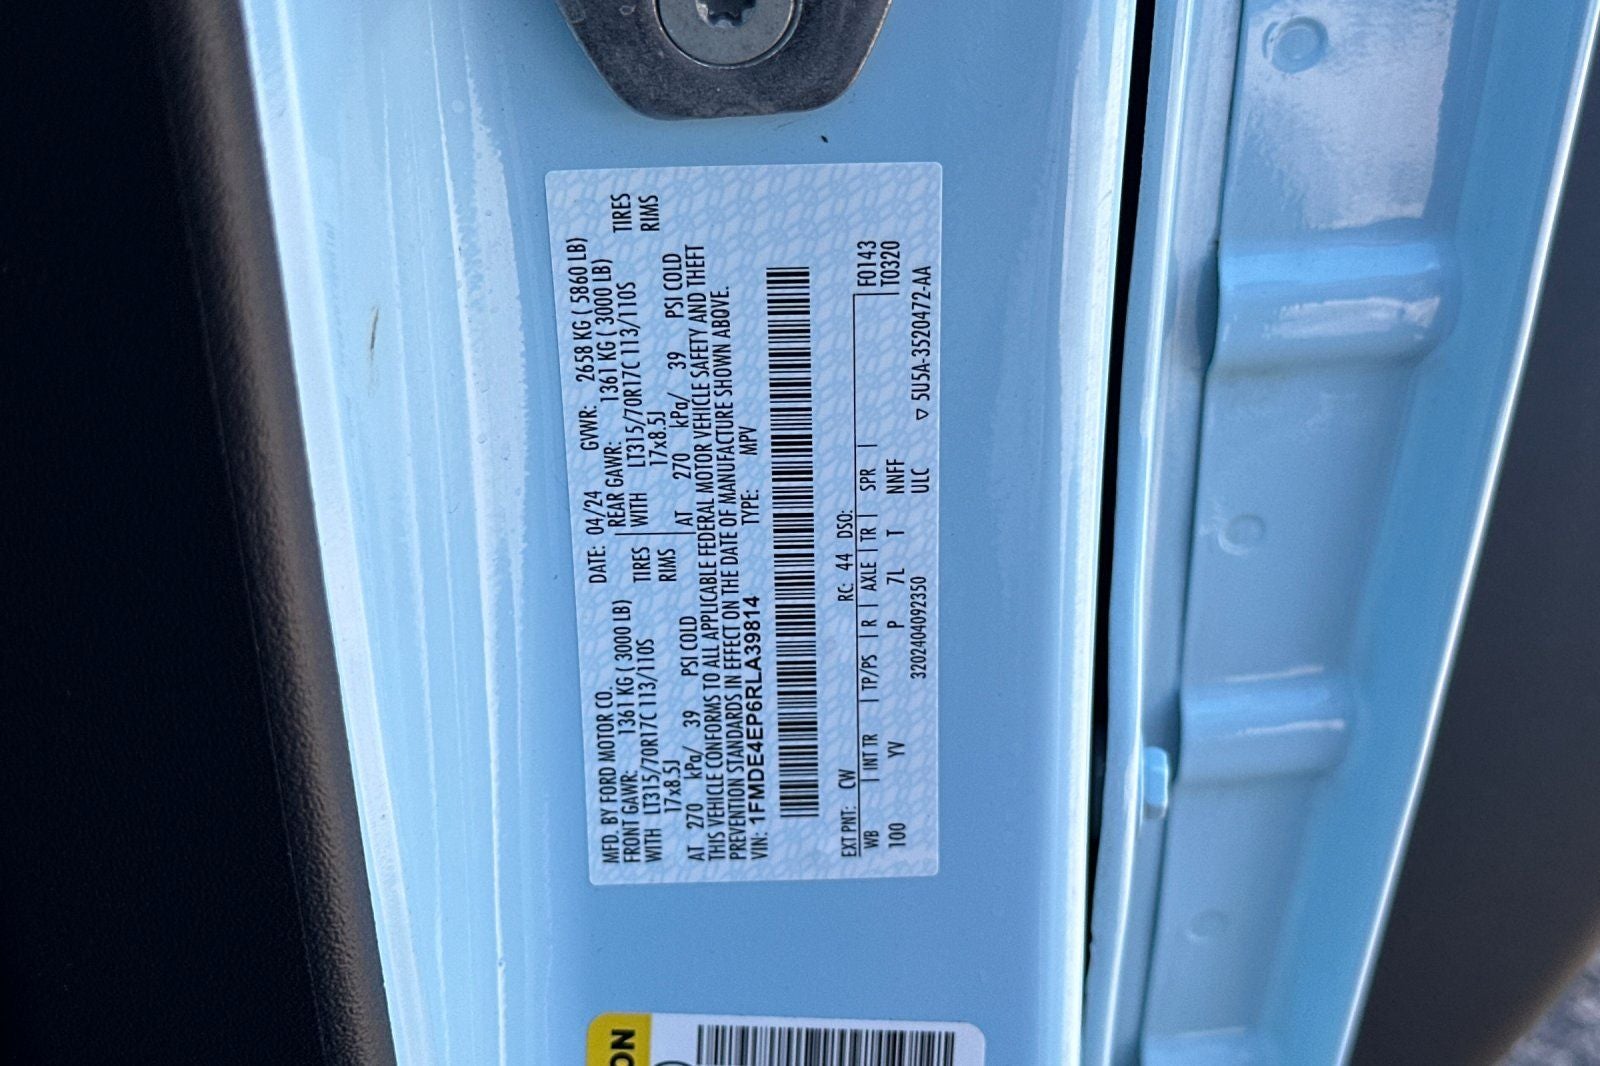 MFD. BY FORD MOTOR CO. DATE: 04/24 GVWR: 2658 KG ( 5860 LB)
FRONT GAWR: 1361 KG ( 3000 LB) REAR GAWR: 1361 KG ( 3000 LB)
WITH LT315/70R17C 113/110S TIRES WITH LT315/70R17C 113/110S TIRES
17x8.5J RIMS 17x8.5J RIMS
AT 270 kPa/ 39 PSI COLD AT 270 kPa/ 39 PSI COLD
THIS VEHICLE CONFORMS TO ALL APPLICABLE FEDERAL MOTOR VEHICLE SAFETY AND THEFT
PREVENTION STANDARDS IN EFFECT ON THE DATE OF MANUFACTURE SHOWN ABOVE.
VIN: 1FMDE4EP6RLA39814 TYPE: MPV
EXT PNT: CW RC: 44 DSO: F0143
WB INT TR TP/PS R AXLE TR SPR T0320
100 YV P 7L T NNFF
3202404092350 ULC ▽ 5U5A-3520472-AA
ON